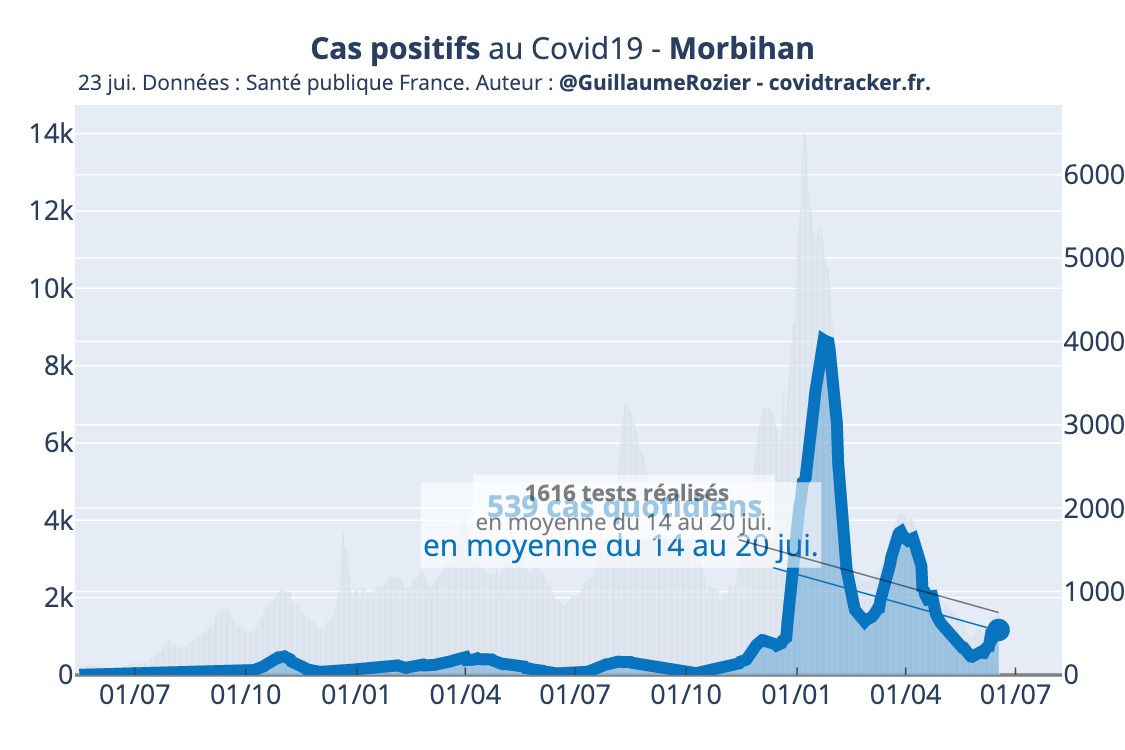 Cas positifs au Covid19 - Morbihan
23 jui. Données : Santé publique France. Auteur : @GuillaumeRozier - covidtracker.fr.
14k
12k
10k
8k
6k
4k
2k
0
6000
5000
4000
3000
2000
1000
0
1616 tests réalisés
539 cas quotidiens
en moyenne du 14 au 20 jui.
en moyenne du 14 au 20 jui.
01/07 01/10 01/01 01/04 01/07 01/10 01/01 01/04 01/07